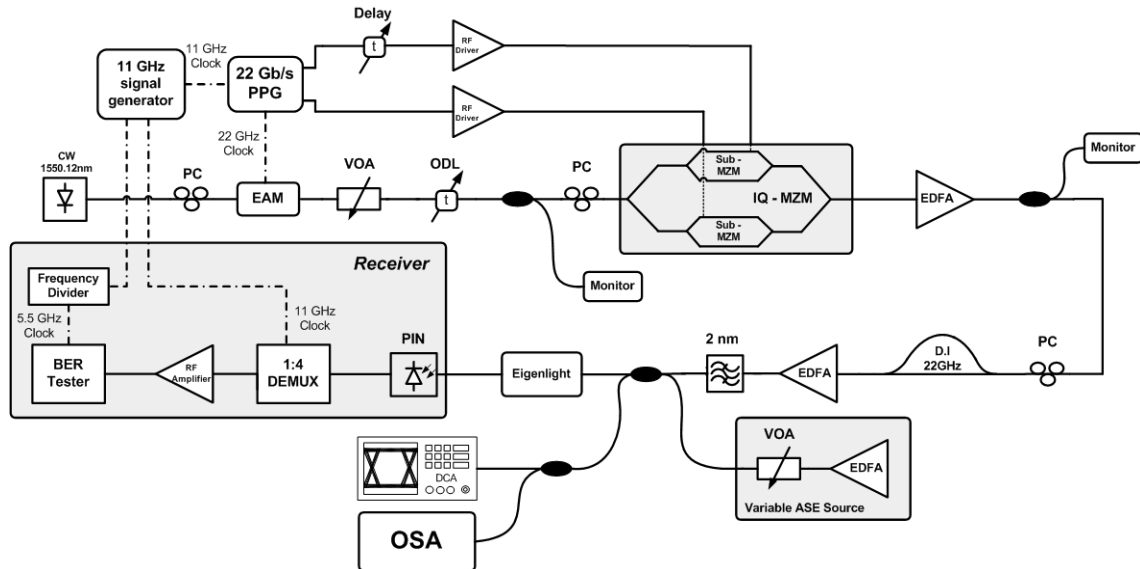 Delay
11 GHz
Clock
t
RF
Driver
11 GHz
signal
generator
22 Gb/s
PPG
RF
Driver
22 GHz
Clock
CW
1550.12nm
PC
VOA
ODL
PC
Sub -
MZM
Monitor
EAM
t
IQ - MZM
EDFA
Sub -
MZM
Receiver
Frequency
Divider
Monitor
5.5 GHz
Clock
11 GHz
Clock
PIN
2 nm
D.I
22GHz
PC
BER
Tester
RF
Amplifier
1:4
DEMUX
Eigenlight
EDFA
VOA
DCA
EDFA
Variable ASE Source
OSA